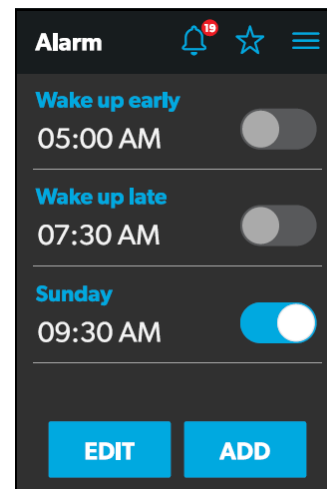 Alarm
19
Wake up early
05:00 AM
Wake up late
07:30 AM
Sunday
09:30 AM
EDIT
ADD